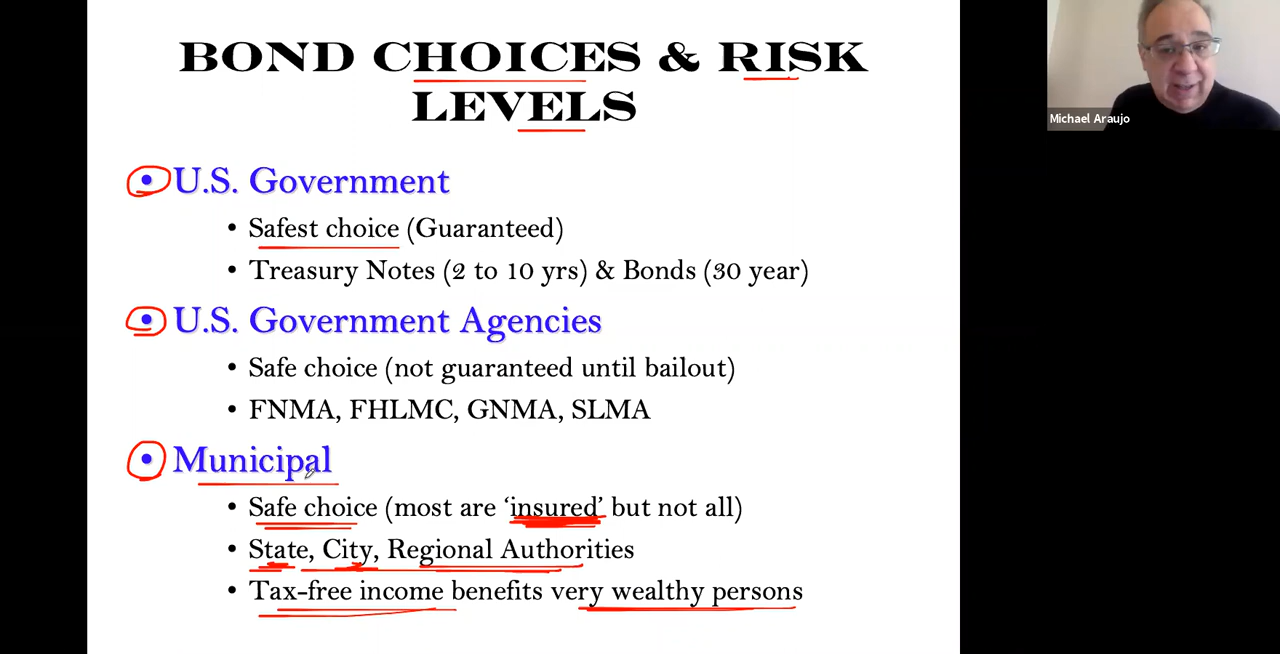 BOND CHOICES & RISK
LEVELS
Michael Araujo
• U.S. Government
• Safest choice (Guaranteed)
• Treasury Notes (2 to 10 yrs) & Bonds (30 year)
• U.S. Government Agencies
• Safe choice (not guaranteed until bailout)
• FNMA, FHLMC, GNMA, SLMA
• Municipal
• Safe choice (most are ‘insured’ but not all)
• State, City, Regional Authorities
• Tax-free income benefits very wealthy persons